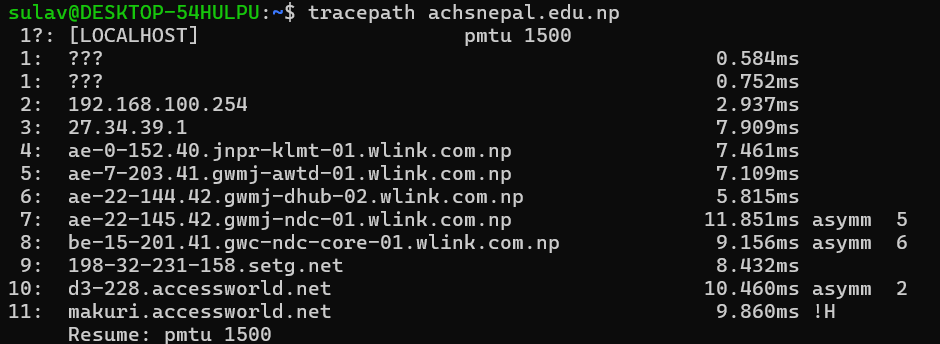 sulav@DESKTOP-54HULPU:~$ tracepath achsnepal.edu.np
1?: [LOCALHOST] pmtu 1500
1: ??? 0.584ms
1: ??? 0.752ms
2: 192.168.100.254 2.937ms
3: 27.34.39.1 7.909ms
4: ae-0-152.40.jnpr-klmt-01.wlink.com.np 7.461ms
5: ae-7-203.41.gwmj-awtd-01.wlink.com.np 7.109ms
6: ae-22-144.42.gwmj-dhub-02.wlink.com.np 5.815ms
7: ae-22-145.42.gwmj-ndc-01.wlink.com.np 11.851ms asymm 5
8: be-15-201.41.gwc-ndc-core-01.wlink.com.np 9.156ms asymm 6
9: 198-32-231-158.setg.net 8.432ms
10: d3-228.accessworld.net 10.460ms asymm 2
11: makuri.accessworld.net 9.860ms !H
Resume: pmtu 1500